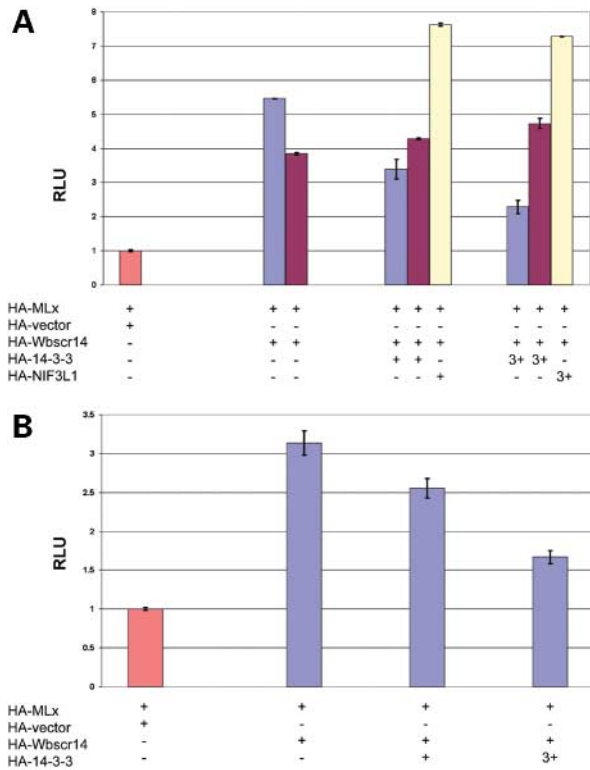 A
8
7
6
5
4
3
2
1
0
RLU
HA-MLx + + + + + + + + +
HA-vector + - - - - - - - -
HA-Wbscr14 - + + + + + + + +
HA-14-3-3 - - - + + - 3+ 3+ -
HA-NIF3L1 - - - - - + - - 3+
B
3.5
3
2.5
2
1.5
1
0.5
0
RLU
HA-MLx + + + +
HA-vector + - - -
HA-Wbscr14 - + + +
HA-14-3-3 - - + 3+